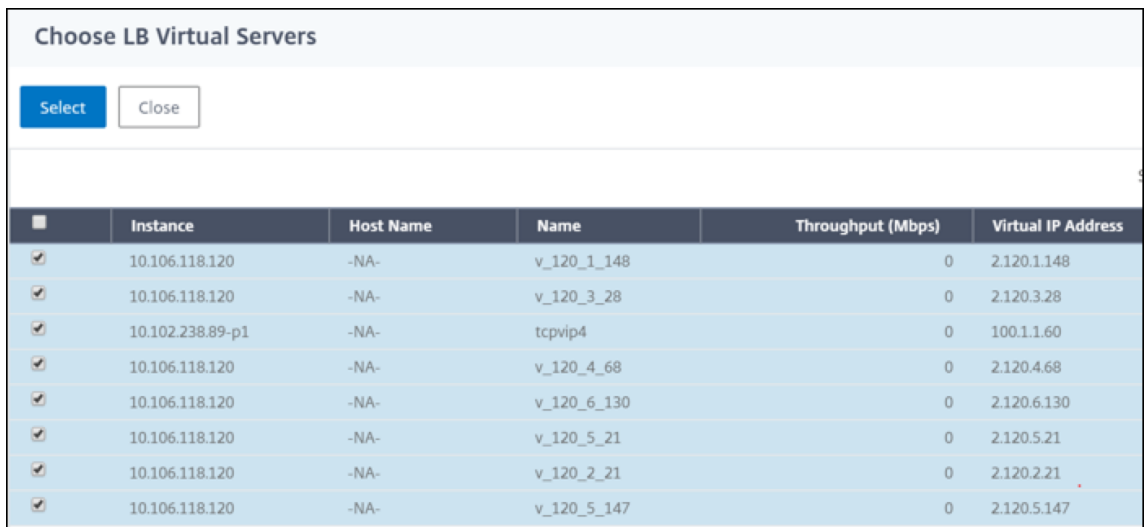 Choose LB Virtual Servers
Select Close
Instance Host Name Name Throughput (Mbps) Virtual IP Address
10.106.118.120 -NA- v_120_1_148 0 2.120.1.148
10.106.118.120 -NA- v_120_3_28 0 2.120.3.28
10.102.238.89-p1 -NA- tcpvip4 0 100.1.1.60
10.106.118.120 -NA- v_120_4_68 0 2.120.4.68
10.106.118.120 -NA- v_120_6_130 0 2.120.6.130
10.106.118.120 -NA- v_120_5_21 0 2.120.5.21
10.106.118.120 -NA- v_120_2_21 0 2.120.2.21
10.106.118.120 -NA- v_120_5_147 0 2.120.5.147